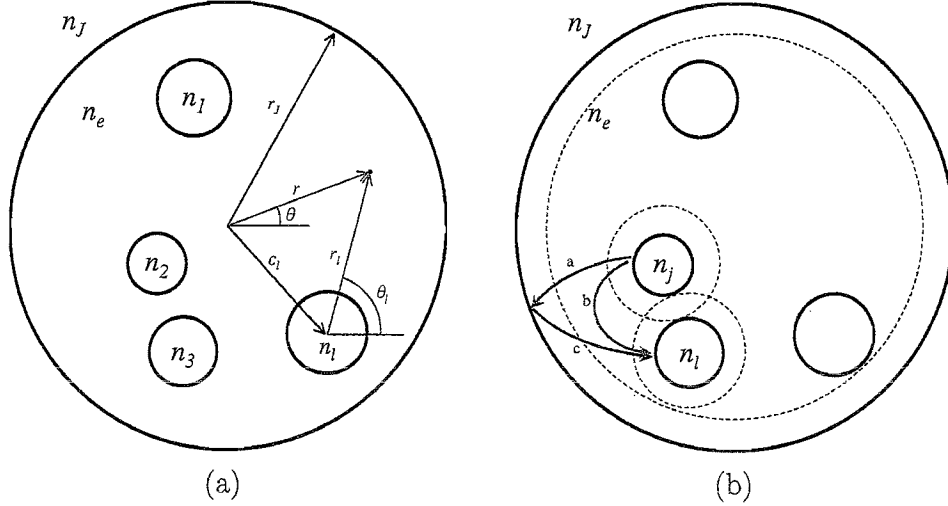 n_J
n_e
n_1
r_J
r
θ
n_2
c_l
r_l
θ_l
n_3
n_l
(a)
n_J
n_e
n_j
a
b
c
n_l
(b)